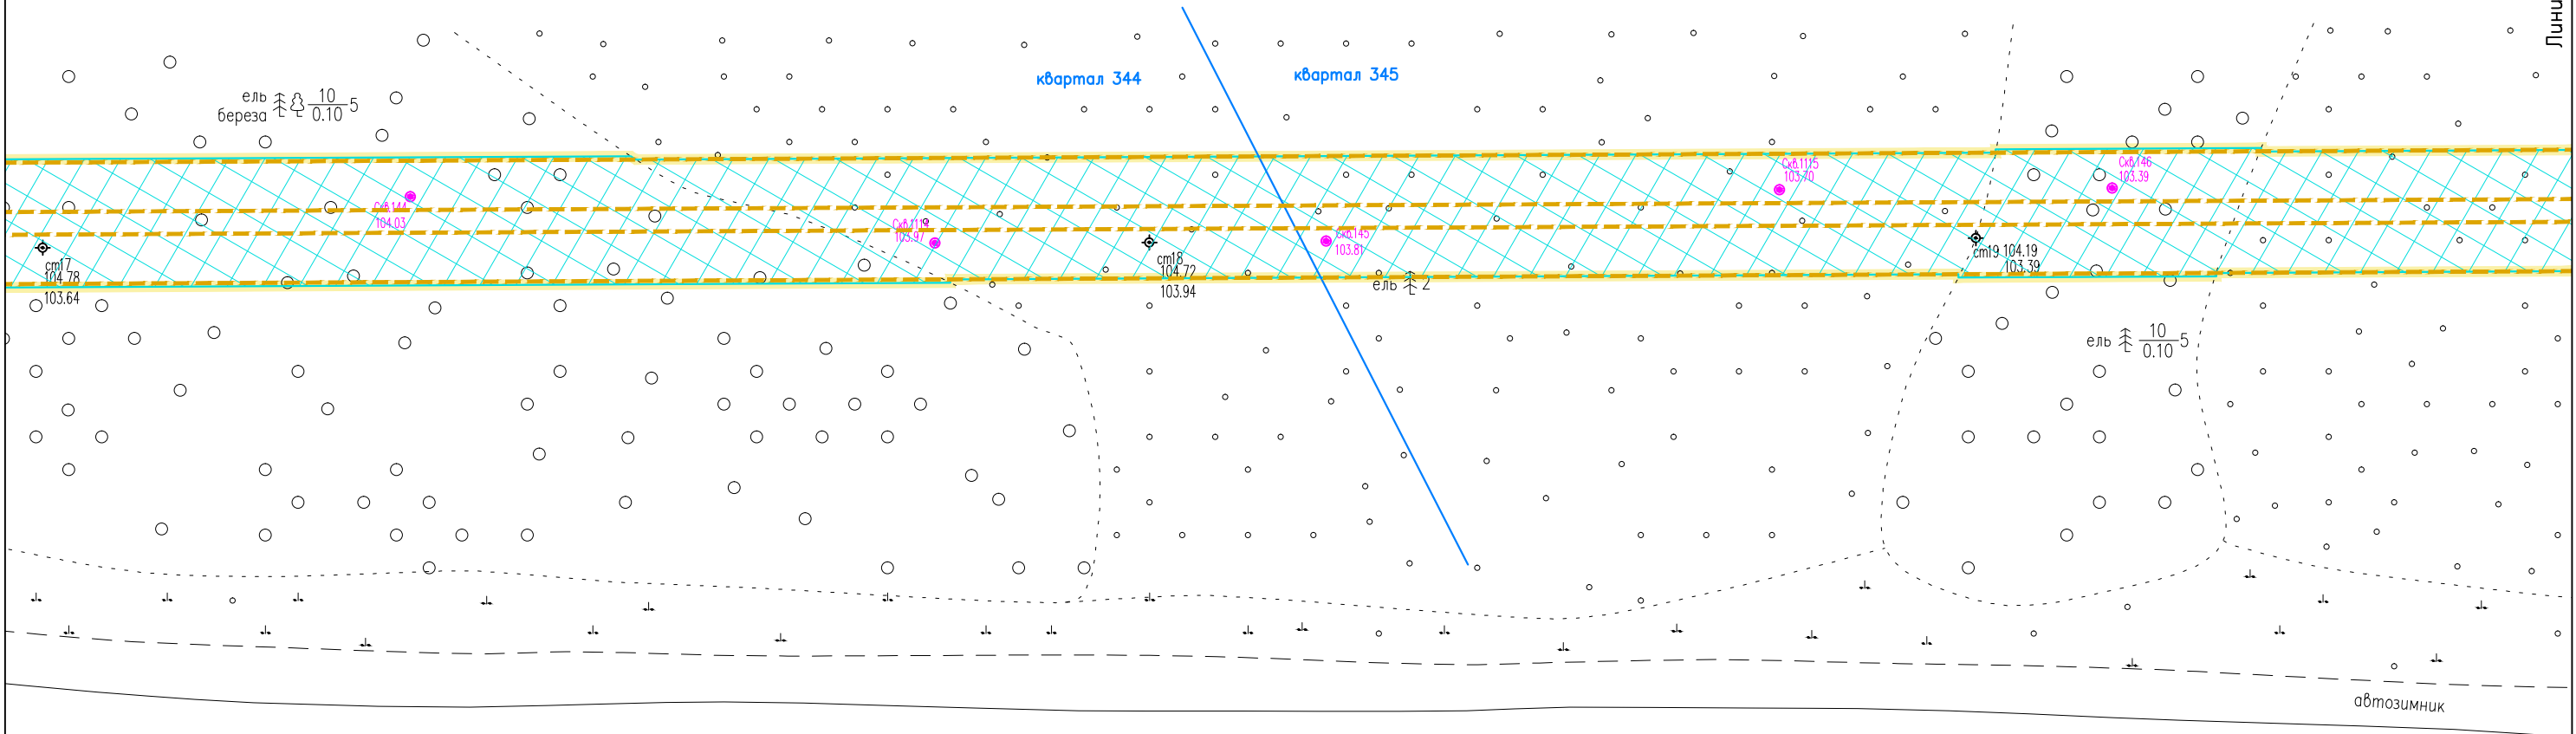 Лини
квартал 344
квартал 345
ель
береза
10
0.10
5
Скв.144
104.03
Скв.1114
103.97
Скв.145
103.81
Скв.1115
103.70
Скв.146
103.39
ст17
104.78
103.64
ст18
104.72
103.94
ст19 104.19
103.39
ель 2
ель
10
0.10
5
автозимник